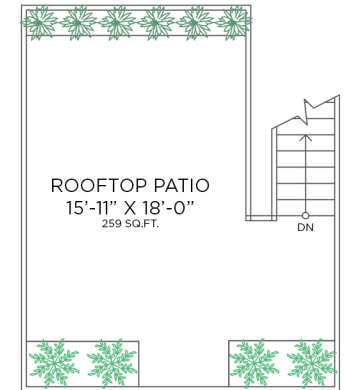 ROOFTOP PATIO
15’-11” X 18’-0”
259 SQ.FT.
DN